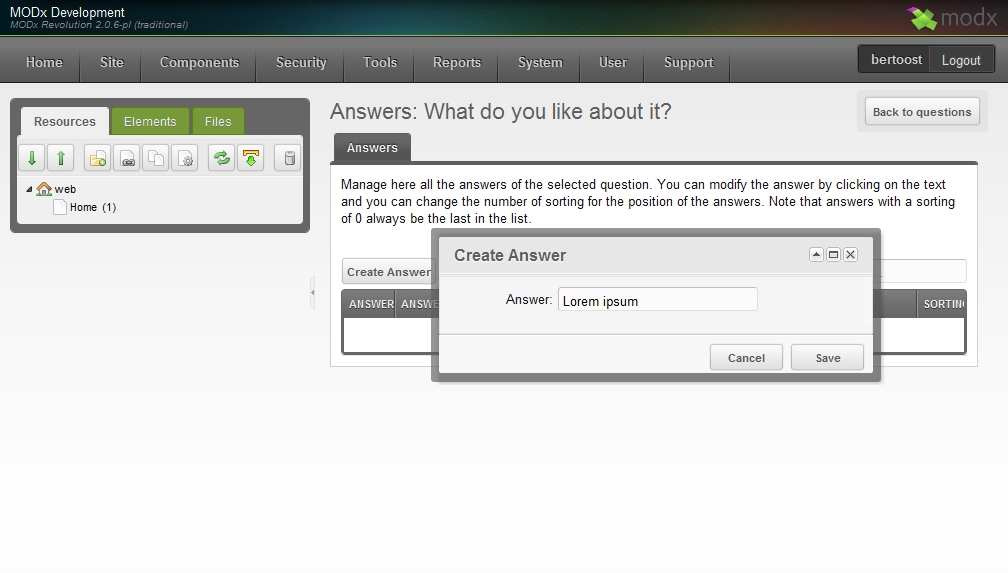 MODx Development
MODx Revolution 2.0.6-pl (traditional)
modx
Home Site Components Security Tools Reports System User Support
bertoost Logout
Resources Elements Files
web
Home (1)
Answers: What do you like about it?
Back to questions
Answers
Manage here all the answers of the selected question. You can modify the answer by clicking on the text
and you can change the number of sorting for the position of the answers. Note that answers with a sorting
of 0 always be the last in the list.
Create Answer
ANSWER ANSWE SORTIN
Create Answer
Answer: Lorem ipsum
Cancel Save